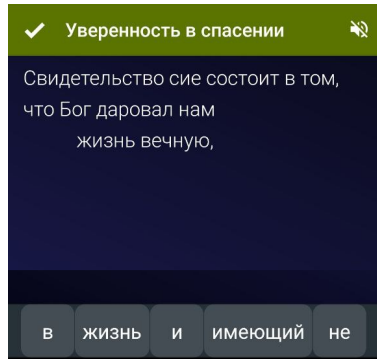 Уверенность в спасении
Свидетельство сие состоит в том,
что Бог даровал нам
жизнь вечную,
в жизнь и имеющий не